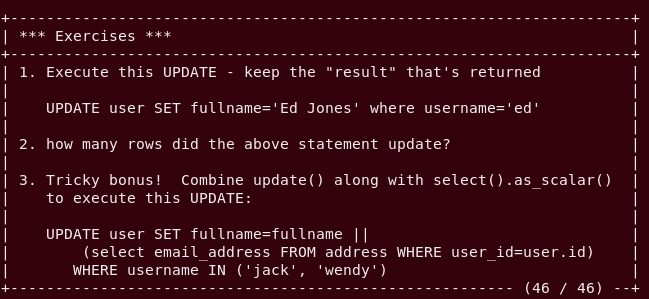 *** Exercises ***
1. Execute this UPDATE - keep the "result" that's returned
UPDATE user SET fullname='Ed Jones' where username='ed'
2. how many rows did the above statement update?
3. Tricky bonus!  Combine update() along with select().as_scalar()
to execute this UPDATE:
UPDATE user SET fullname=fullname ||
(select email_address FROM address WHERE user_id=user.id)
WHERE username IN ('jack', 'wendy')
(46 / 46)